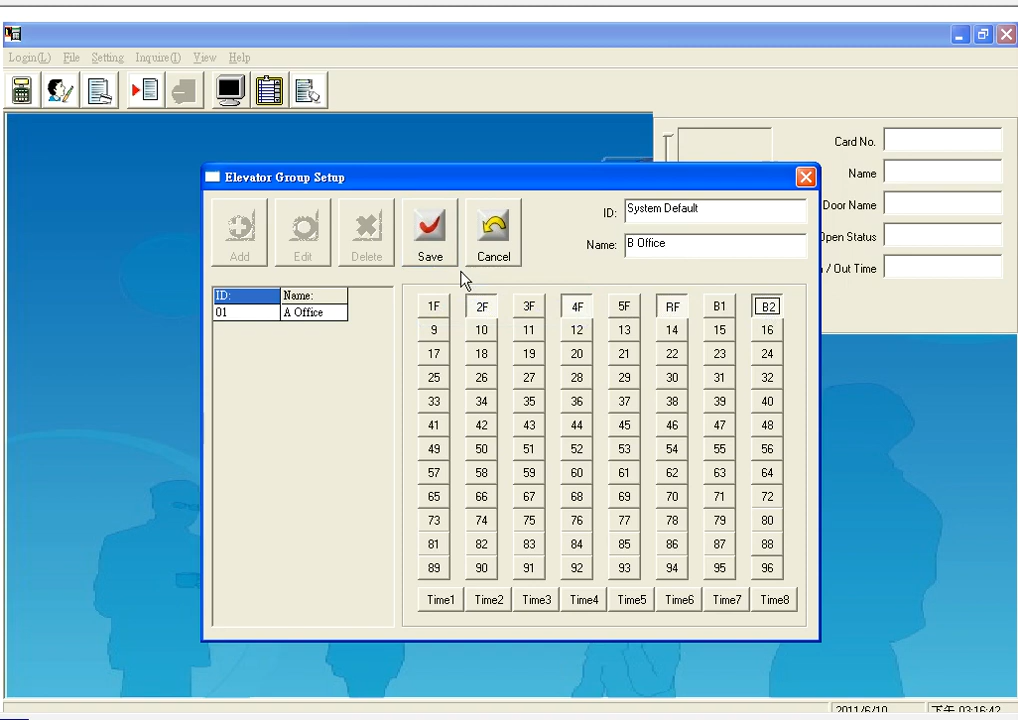 Login(L) File Setting Inquire(I) View Help
Card No.
Name
Door Name
Open Status
/ Out Time
Elevator Group Setup
Add Edit Delete Save Cancel
ID: System Default
Name: B Office
ID: Name:
01 A Office
1F 2F 3F 4F 5F RF B1 B2
9 10 11 12 13 14 15 16
17 18 19 20 21 22 23 24
25 26 27 28 29 30 31 32
33 34 35 36 37 38 39 40
41 42 43 44 45 46 47 48
49 50 51 52 53 54 55 56
57 58 59 60 61 62 63 64
65 66 67 68 69 70 71 72
73 74 75 76 77 78 79 80
81 82 83 84 85 86 87 88
89 90 91 92 93 94 95 96
Time1 Time2 Time3 Time4 Time5 Time6 Time7 Time8
2011/6/10 下午 03:16:42